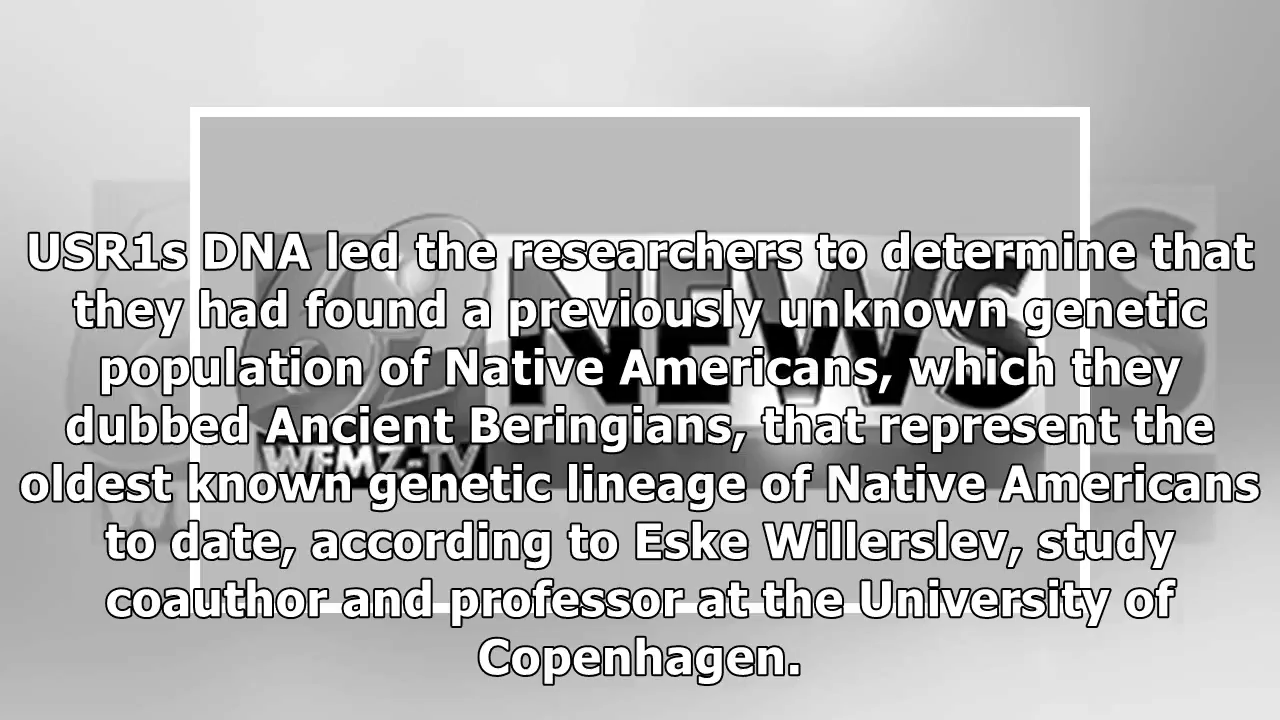 USR1s DNA led the researchers to determine that
they had found a previously unknown genetic
population of Native Americans, which they
dubbed Ancient Beringians, that represent the
oldest known genetic lineage of Native Americans
to date, according to Eske Willerslev, study
coauthor and professor at the University of
Copenhagen.
NEWS
WFMZ-TV